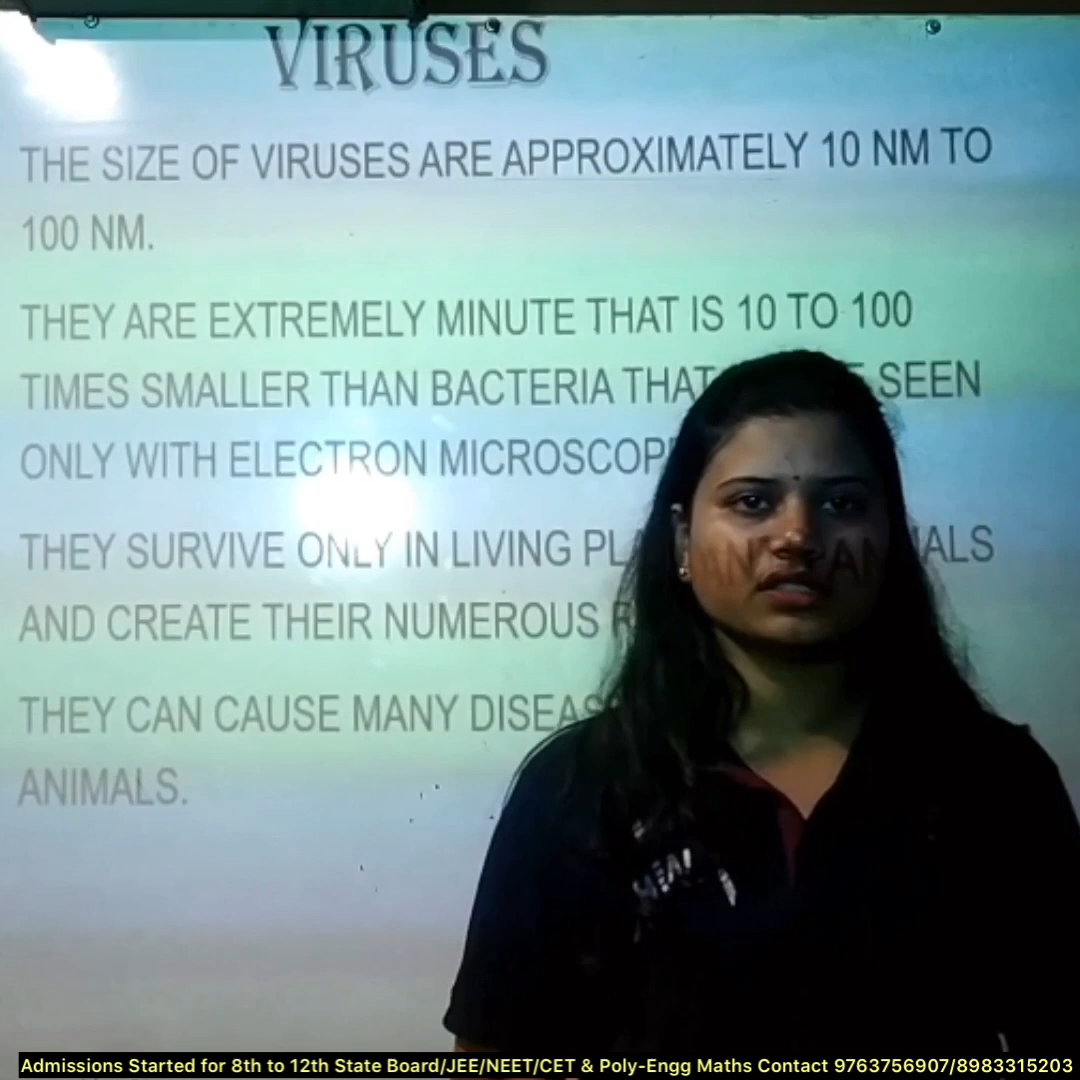 VIRUSES
THE SIZE OF VIRUSES ARE APPROXIMATELY 10 NM TO
100 NM.
THEY ARE EXTREMELY MINUTE THAT IS 10 TO 100
TIMES SMALLER THAN BACTERIA THAT SEEN
ONLY WITH ELECTRON MICROSCOP
THEY SURVIVE ONLY IN LIVING
AND CREATE THEIR NUMEROUS
THEY CAN CAUSE MANY
ANIMALS.
Admissions Started for 8th to 12th State Board/JEE/NEET/CET & Poly-Engg Maths Contact 9763756907/8983315203